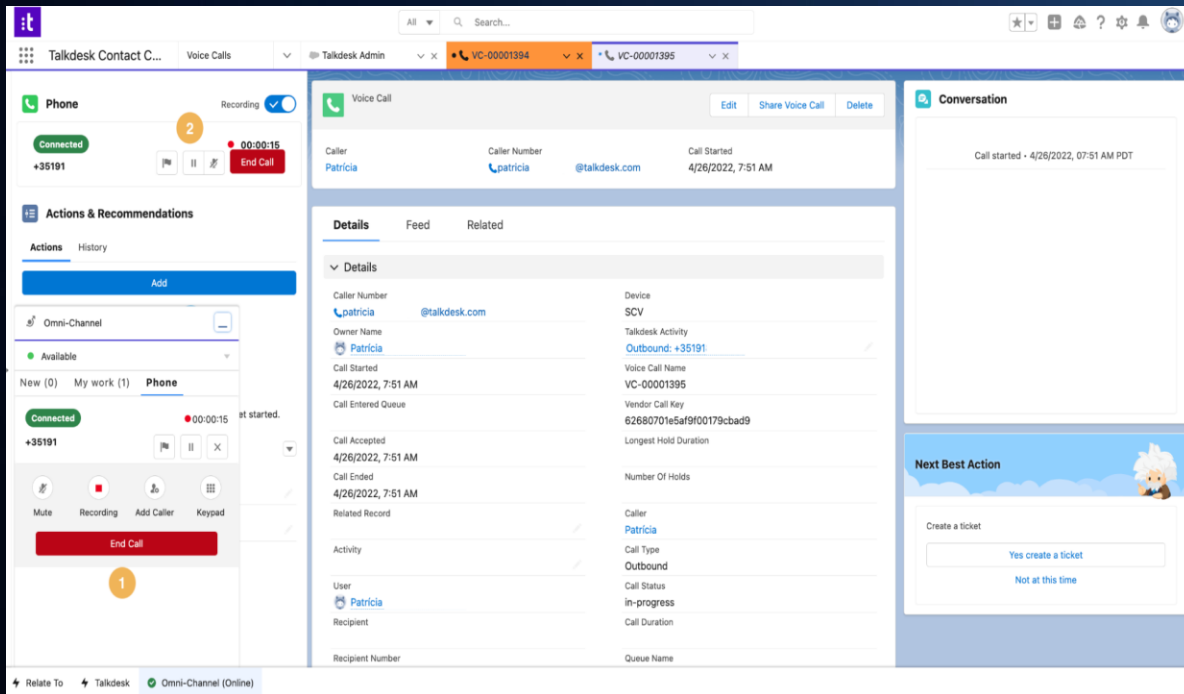 :t
All
Search...
Talkdesk Contact C...
Voice Calls
Talkdesk Admin
VC-00001394
* VC-00001395
Phone
Recording
2
Connected
00:00:15
+35191
End Call
Actions & Recommendations
Actions
History
Add
Omni-Channel
Available
New (0)
My work (1)
Phone
Connected
00:00:15
et started.
+35191
Mute
Recording
Add Caller
Keypad
End Call
1
Voice Call
Edit
Share Voice Call
Delete
Caller
Caller Number
Call Started
Patrícia
patricia @talkdesk.com
4/26/2022, 7:51 AM
Details
Feed
Related
Details
Caller Number
patricia @talkdesk.com
Owner Name
Patrícia
Call Started
4/26/2022, 7:51 AM
Call Entered Queue
Call Accepted
4/26/2022, 7:51 AM
Call Ended
4/26/2022, 7:51 AM
Related Record
Activity
User
Patrícia
Recipient
Recipient Number
Device
SCV
Talkdesk Activity
Outbound: +35191
Voice Call Name
VC-00001395
Vendor Call Key
62680701e5af9f00179cbad9
Longest Hold Duration
Number Of Holds
Caller
Patrícia
Call Type
Outbound
Call Status
in-progress
Call Duration
Queue Name
Conversation
Call started • 4/26/2022, 07:51 AM PDT
Next Best Action
Create a ticket
Yes create a ticket
Not at this time
Relate To
Talkdesk
Omni-Channel (Online)